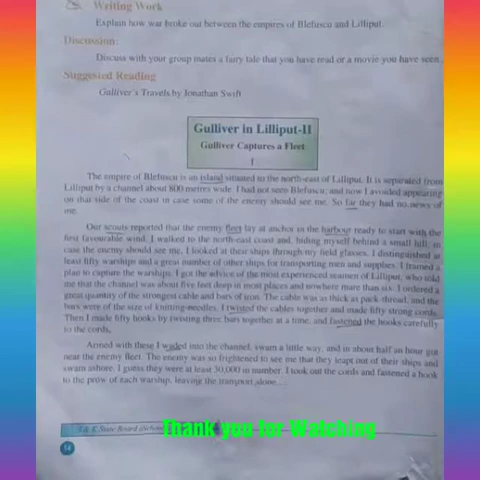 Writing Work
Explain how war broke out between the empires of Blefuscu and Lilliput.
Discussion:
Discuss with your group mates a fairy tale that you have read or a movie you have seen.
Suggested Reading
Gulliver's Travels by Jonathan Swift
Gulliver in Lilliput-II
Gulliver Captures a Fleet
I
The empire of Blefuscu is an island situated to the north-east of Lilliput. It is separated from
Lilliput by a channel about 800 metres wide. I had not seen Blefuscu; and now I avoided appearing
on that side of the coast in case some of the enemy should see me. So far they had no news of
me.
Our scouts reported that the enemy fleet lay at anchor in the harbour ready to start with the
first favourable wind. I walked to the north-east coast and, hiding myself behind a small hill, in
case the enemy should see me, I looked at their ships through my field glasses. I distinguished at
least fifty warships and a great number of other ships for transporting men and supplies. I framed a
plan to capture the warships. I got the advice of the most experienced seamen of Lilliput, who told
me that the channel was about five feet deep in most places and nowhere more than six. I ordered a
great quantity of the strongest cable and bars of iron. The cable was as thick as pack-thread, and the
bars were of the size of knitting-needles. I twisted the cables together and made fifty strong cords.
Then I made fifty hooks by twisting three bars together at a time, and fastened the hooks carefully
to the cords.
Armed with these I waded into the channel, swam a little way, and in about half an hour got
near the enemy fleet. The enemy was so frightened to see me that they leapt out of their ships and
swam ashore. I guess they were at least 30,000 in number. I took out the cords and fastened a hook
to the prow of each warship, leaving the transport alone.
J & K State Board of School
Thank you for Watching
14